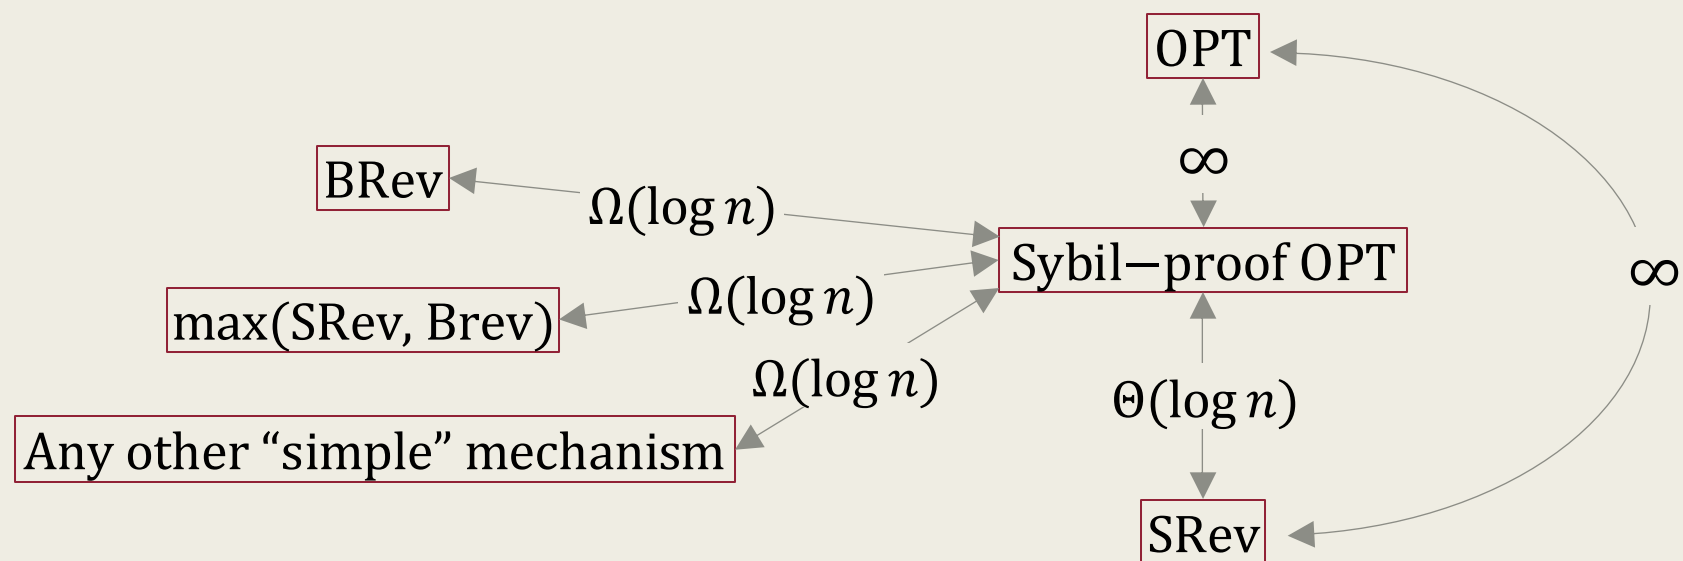 OPT
∞
BRev
Ω(log n)
Sybil−proof OPT
∞
Ω(log n)
max(SRev, Brev)
Ω(log n)
Θ(log n)
Any other “simple” mechanism
SRev